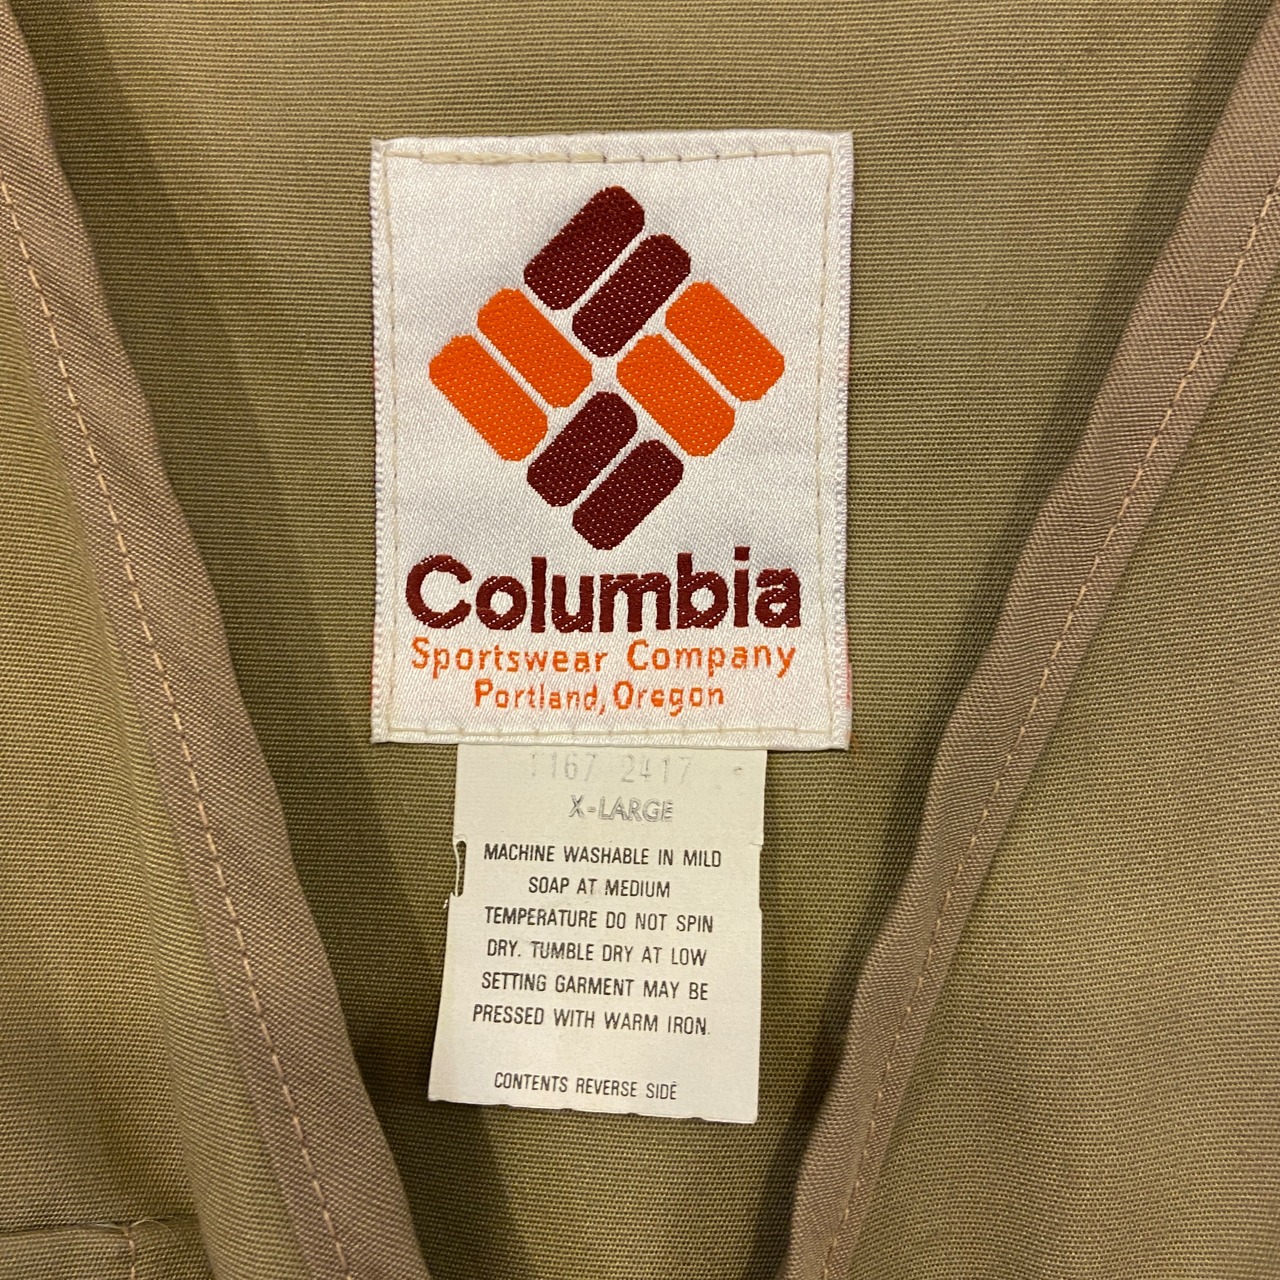 Columbia
Sportswear Company
Portland, Oregon
1167 2417
X-LARGE
MACHINE WASHABLE IN MILD
SOAP AT MEDIUM
TEMPERATURE DO NOT SPIN
DRY. TUMBLE DRY AT LOW
SETTING GARMENT MAY BE
PRESSED WITH WARM IRON.
CONTENTS REVERSE SIDE